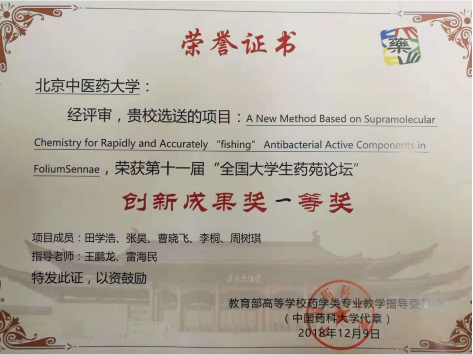 荣誉证书
藥
北京中医药大学：
经评审，贵校选送的项目：A New Method Based on Supramolecular
Chemistry for Rapidly and Accurately “fishing” Antibacterial Active Components in
FoliumSennae，荣获第十一届“全国大学生药苑论坛”
创新成果奖一等奖
项目成员：田学浩、张昊、曹晓飞、李桐、周树琪
指导老师：王鹏龙、雷海民
特发此证，以资鼓励
教育部高等学校药学类专业教学指导委员会
（中国药科大学代章）
2018年12月9日